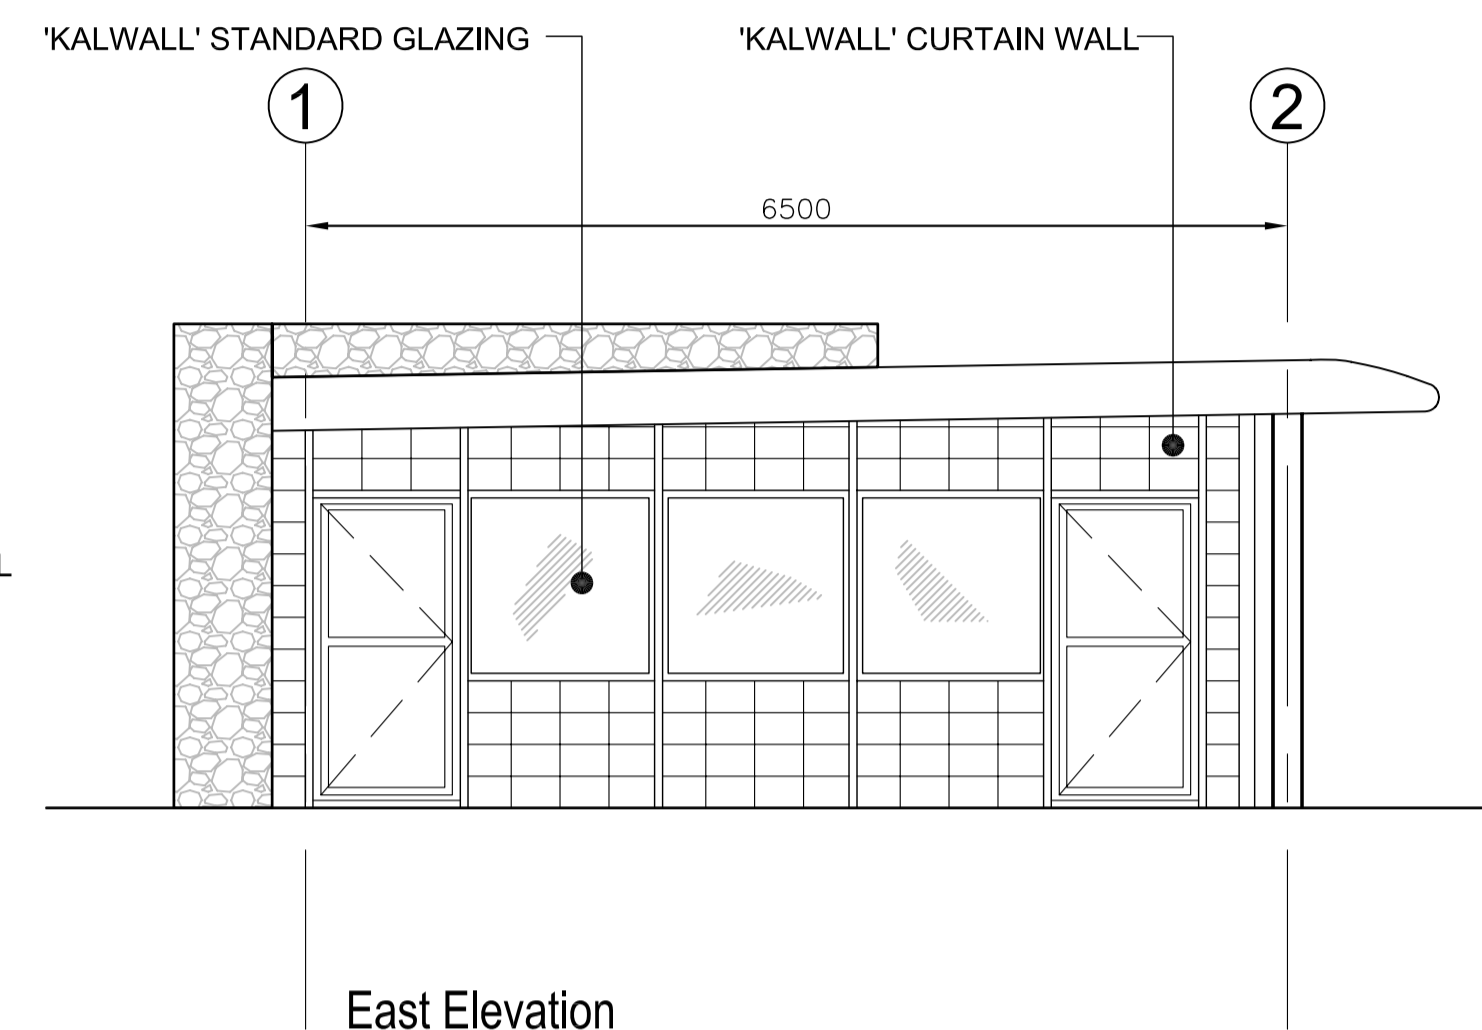 'KALWALL' STANDARD GLAZING
'KALWALL' CURTAIN WALL
1
2
6500
L
East Elevation